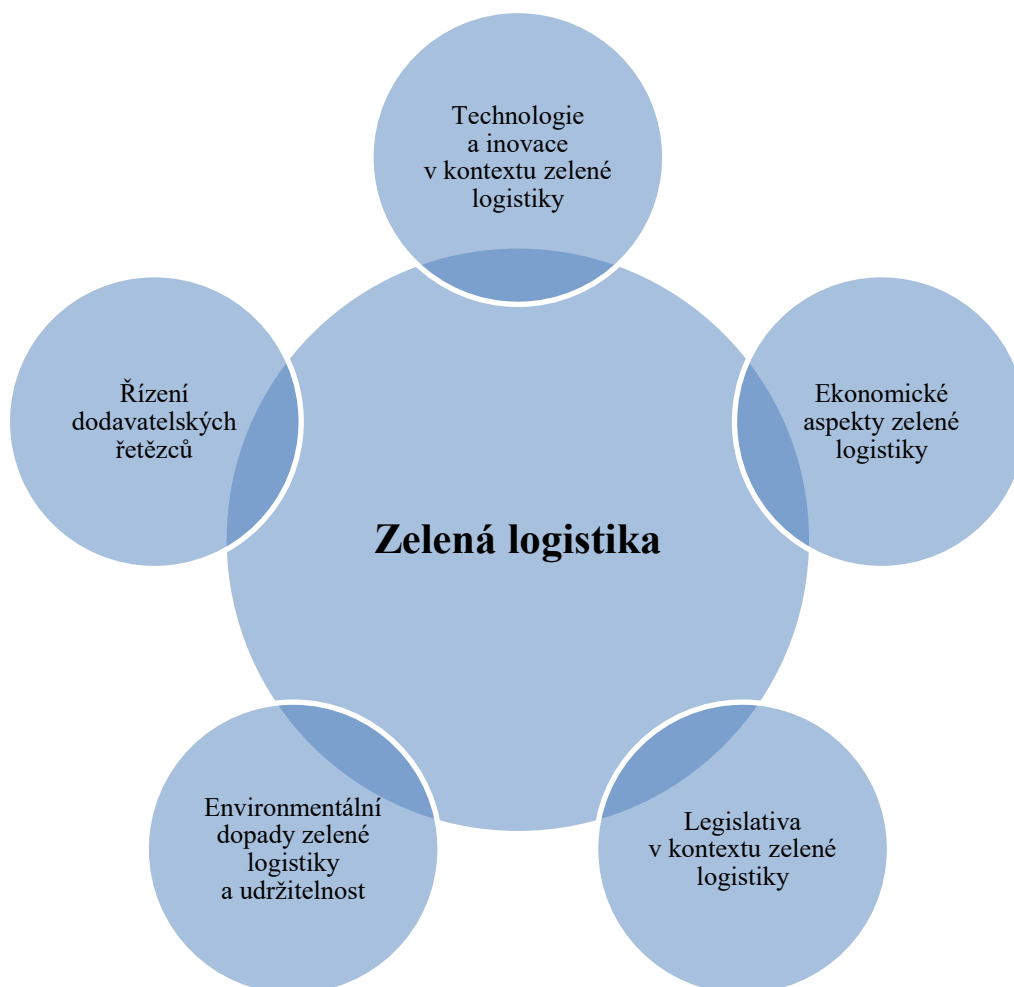 Technologie
a inovace
v kontextu zelené
logistiky
Řízení
dodavatelských
řetězců
Ekonomické
aspekty zelené
logistiky
Zelená logistika
Environmentální
dopady zelené
logistiky
a udržitelnost
Legislativa
v kontextu zelené
logistiky